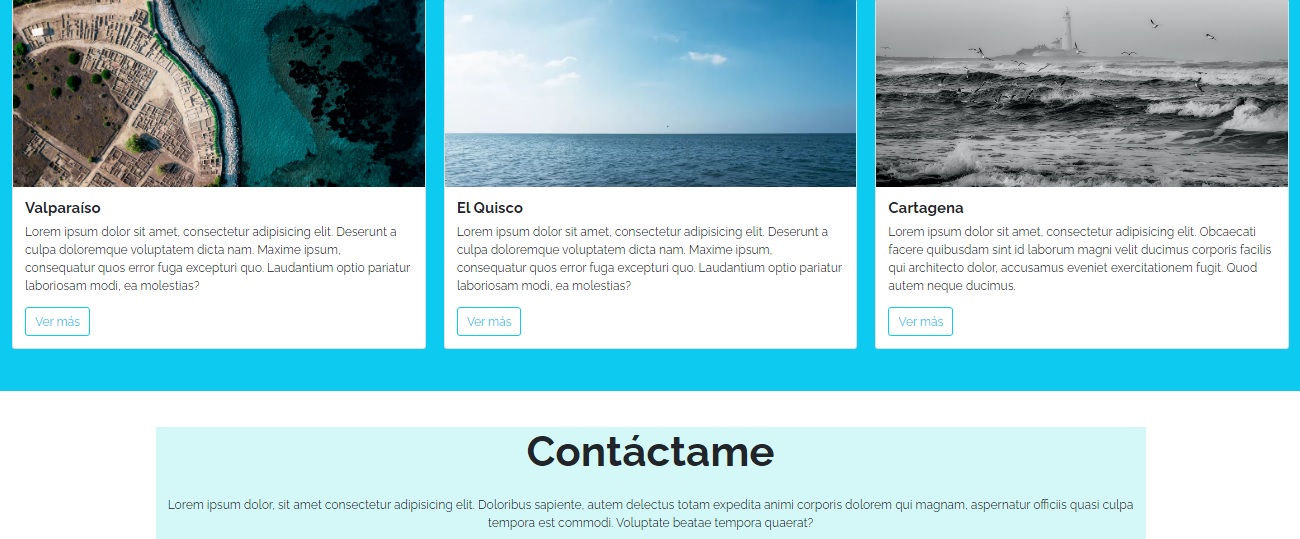 Valparaíso
Lorem ipsum dolor sit amet, consectetur adipisicing elit. Deserunt a
culpa doloremque voluptatem dicta nam. Maxime ipsum,
consequatur quos error fuga excepturi quo. Laudantium optio pariatur
laboriosam modi, ea molestias?
Ver más
El Quisco
Lorem ipsum dolor sit amet, consectetur adipisicing elit. Deserunt a
culpa doloremque voluptatem dicta nam. Maxime ipsum,
consequatur quos error fuga excepturi quo. Laudantium optio pariatur
laboriosam modi, ea molestias?
Ver más
Cartagena
Lorem ipsum dolor sit amet, consectetur adipisicing elit. Obcaecati
facere quibusdam sint id laborum magni velit ducimus corporis facilis
qui architecto dolor, accusamus eveniet exercitationem fugit. Quod
autem neque ducimus.
Ver más
Contáctame
Lorem ipsum dolor, sit amet consectetur adipisicing elit. Doloribus sapiente, autem delectus totam expedita animi corporis dolorem qui magnam, aspernatur officiis quasi culpa
tempora est commodi. Voluptate beatae tempora quaerat?